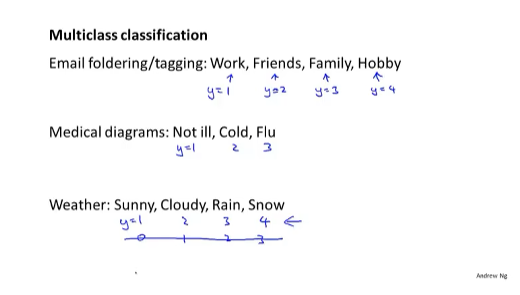 Multiclass classification
Email foldering/tagging: Work, Friends, Family, Hobby
y=1 y=2 y=3 y=4
Medical diagrams: Not ill, Cold, Flu
y=1 2 3
Weather: Sunny, Cloudy, Rain, Snow
y=1 2 3 4 ←
0 1 2 3
Andrew Ng